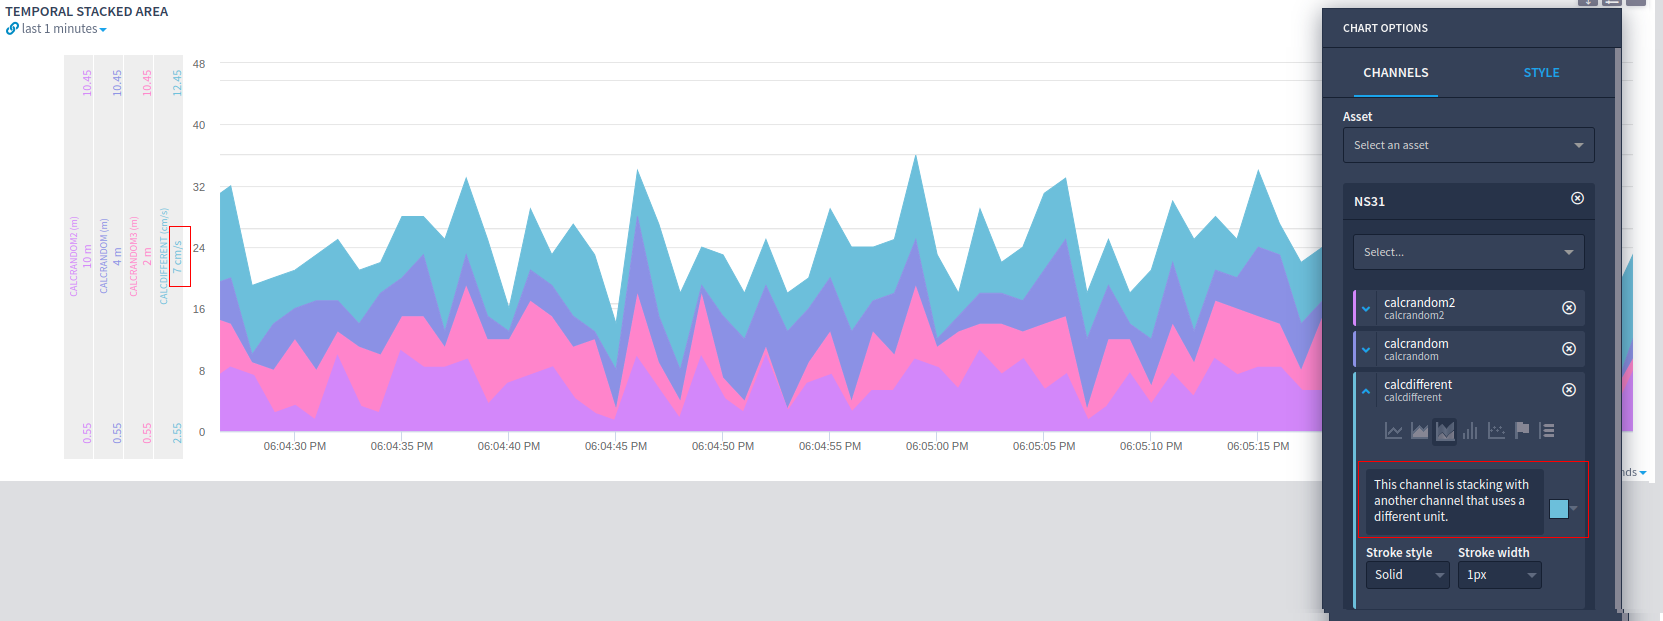 TEMPORAL STACKED AREA
last 1 minutes
10.45
10.45
10.45
12.45
CALCRANDOM2 (m)
10 m
CALCRANDOM (m)
4 m
CALCRANDOM3 (m)
2 m
CALCDIFFERENT (cm/s)
7 cm/s
0.55
0.55
0.55
2.55
48
40
32
24
16
8
0
06:04:30 PM
06:04:35 PM
06:04:40 PM
06:04:45 PM
06:04:50 PM
06:04:55 PM
06:05:00 PM
06:05:05 PM
06:05:10 PM
06:05:15 PM
CHART OPTIONS
CHANNELS
STYLE
Asset
Select an asset
NS31
Select...
calcrandom2
calcrandom2
calcrandom
calcrandom
calcdifferent
calcdifferent
This channel is stacking with
another channel that uses a
different unit.
Stroke style
Stroke width
Solid
1px